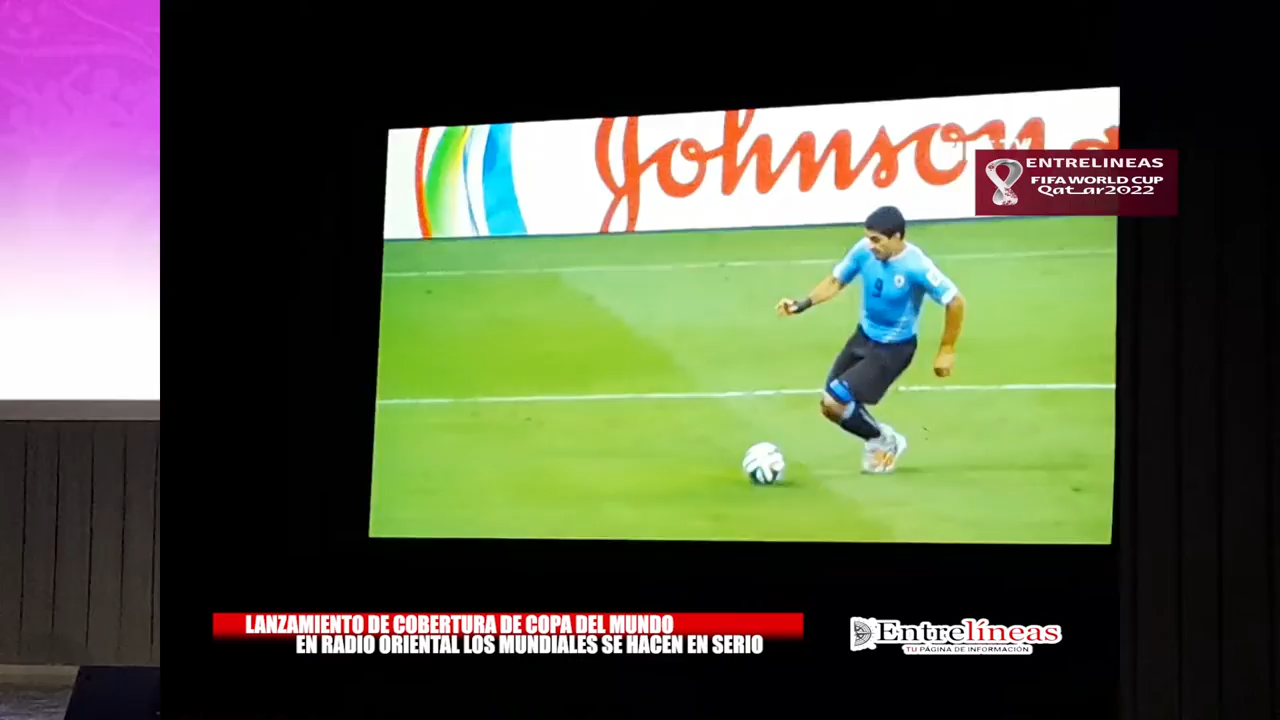 Johnson
ENTRELINEAS
FIFA WORLD CUP
Qatar2022
9
LANZAMIENTO DE COBERTURA DE COPA DEL MUNDO
EN RADIO ORIENTAL LOS MUNDIALES SE HACEN EN SERIO
Entrelíneas
TU PÁGINA DE INFORMACIÓN